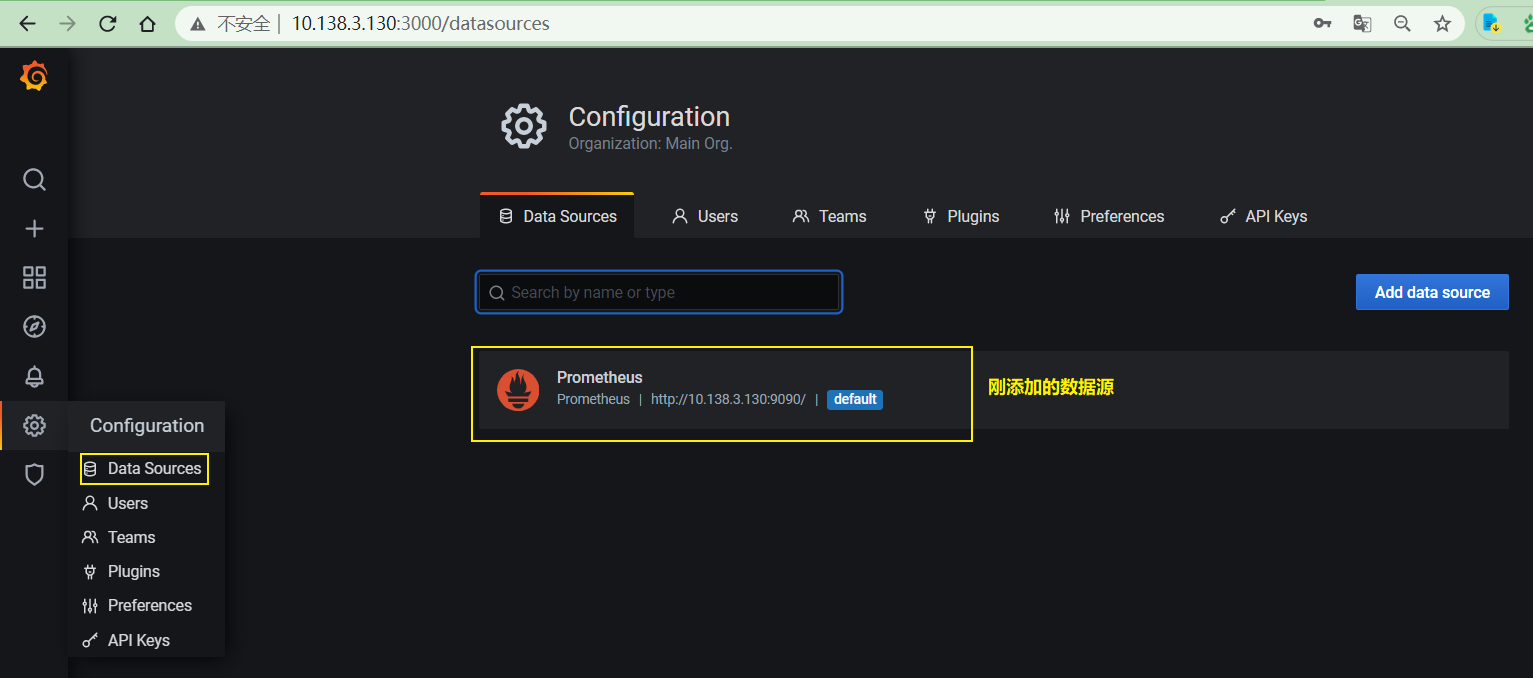 不安全 | 10.138.3.130:3000/datasources
Configuration
Organization: Main Org.
Data Sources Users Teams Plugins Preferences API Keys
Search by name or type
Add data source
Prometheus
Prometheus | http://10.138.3.130:9090/ | default
刚添加的数据源
Configuration
Data Sources
Users
Teams
Plugins
Preferences
API Keys